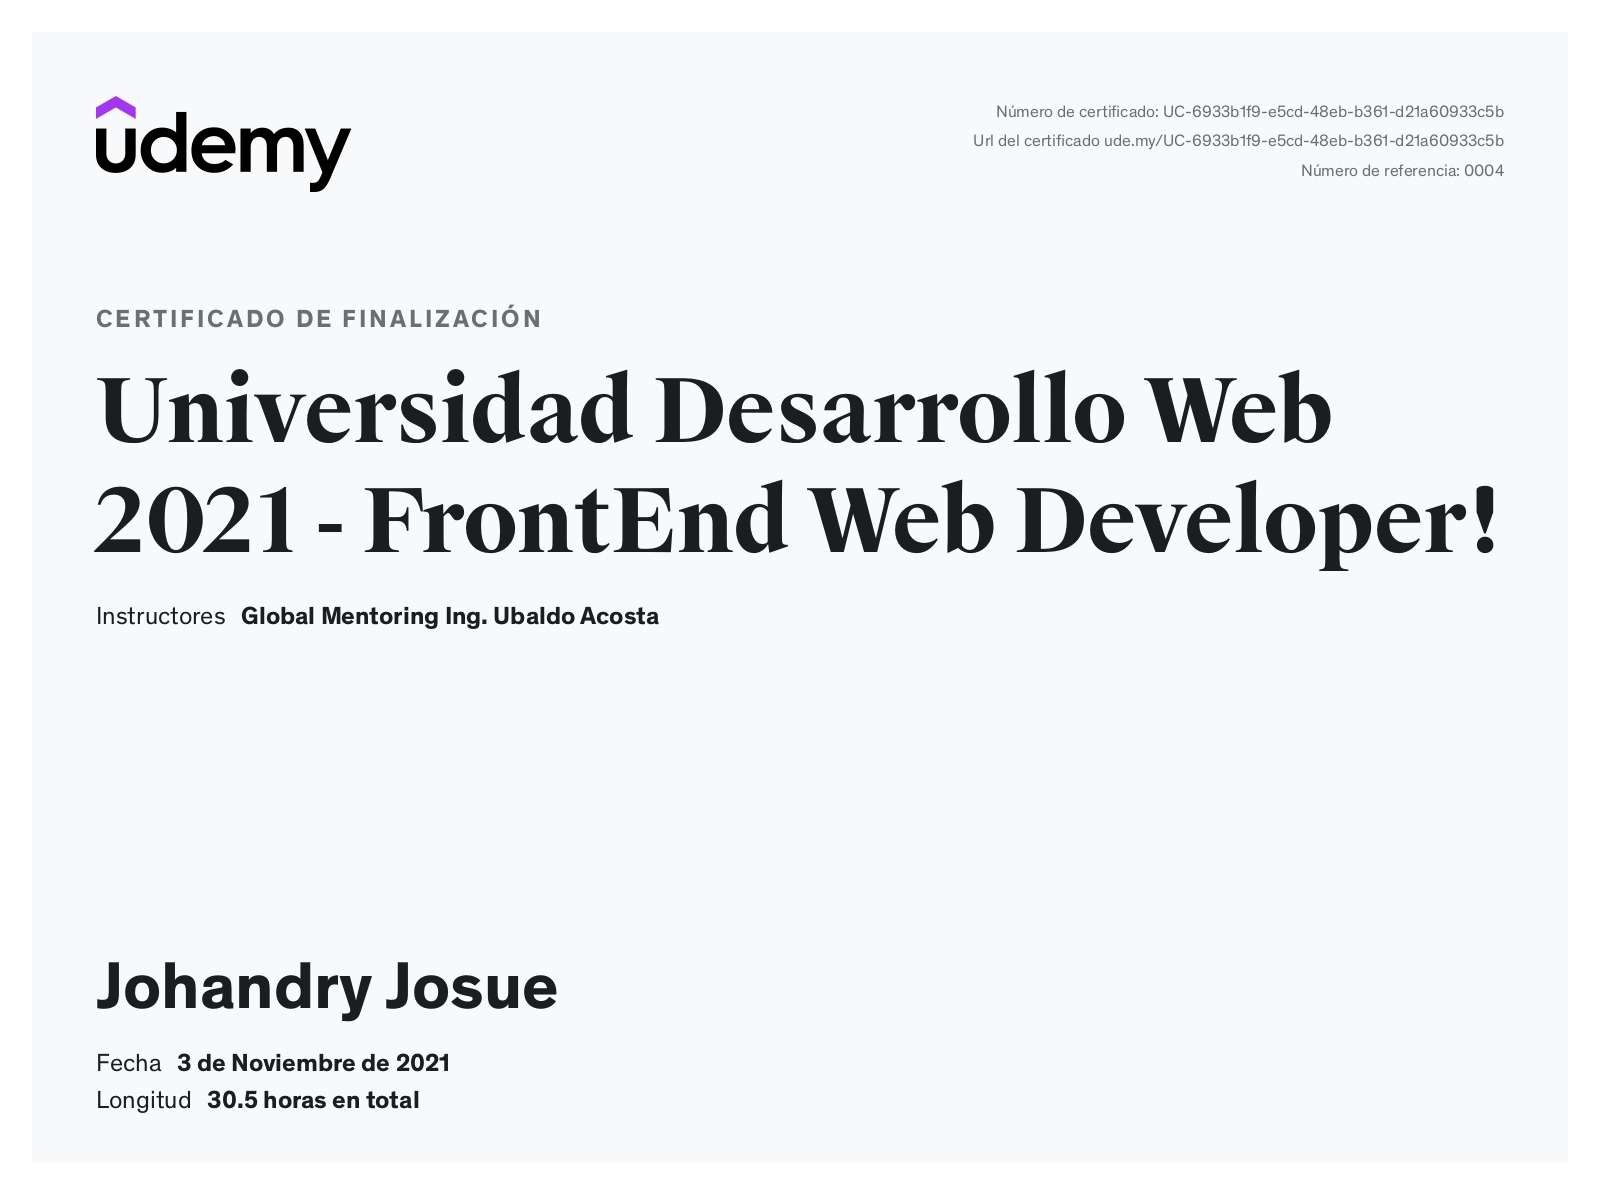 udemy
Número de certificado: UC-6933b1f9-e5cd-48eb-b361-d21a60933c5b
Url del certificado ude.my/UC-6933b1f9-e5cd-48eb-b361-d21a60933c5b
Número de referencia: 0004
CERTIFICADO DE FINALIZACIÓN
Universidad Desarrollo Web
2021 - FrontEnd Web Developer!
Instructores Global Mentoring Ing. Ubaldo Acosta
Johandry Josue
Fecha 3 de Noviembre de 2021
Longitud 30.5 horas en total